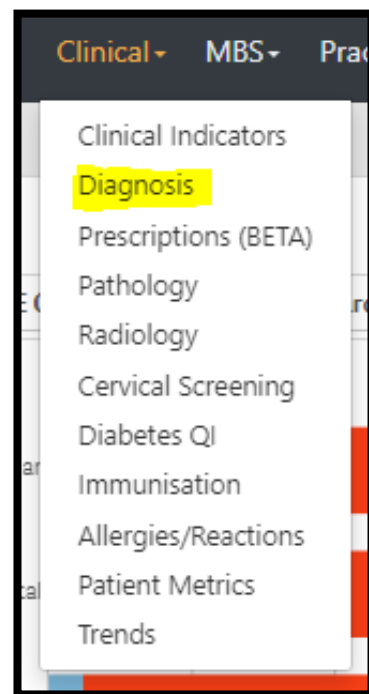 Clinical MBS
Clinical Indicators
Diagnosis
Prescriptions (BETA)
Pathology
Radiology
Cervical Screening
Diabetes QI
Immunisation
Allergies/Reactions
Patient Metrics
Trends